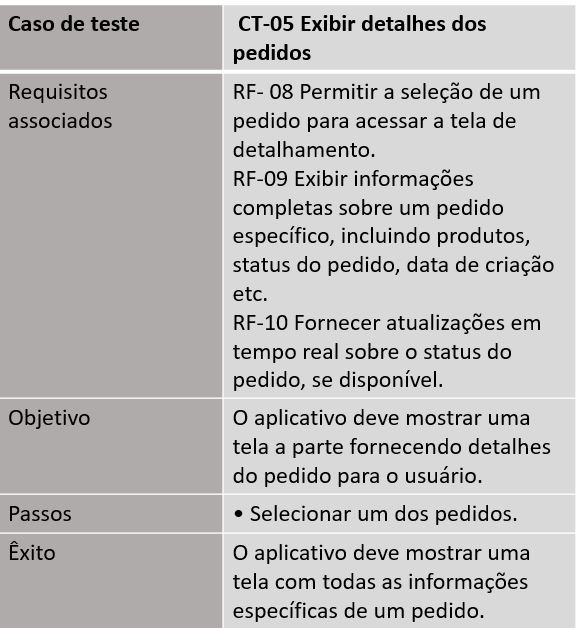 Caso de teste
CT-05 Exibir detalhes dos
pedidos
Requisitos
associados
RF- 08 Permitir a seleção de um
pedido para acessar a tela de
detalhamento.
RF-09 Exibir informações
completas sobre um pedido
específico, incluindo produtos,
status do pedido, data de criação
etc.
RF-10 Fornecer atualizações em
tempo real sobre o status do
pedido, se disponível.
Objetivo
O aplicativo deve mostrar uma
tela a parte fornecendo detalhes
do pedido para o usuário.
Passos
• Selecionar um dos pedidos.
Êxito
O aplicativo deve mostrar uma
tela com todas as informações
específicas de um pedido.